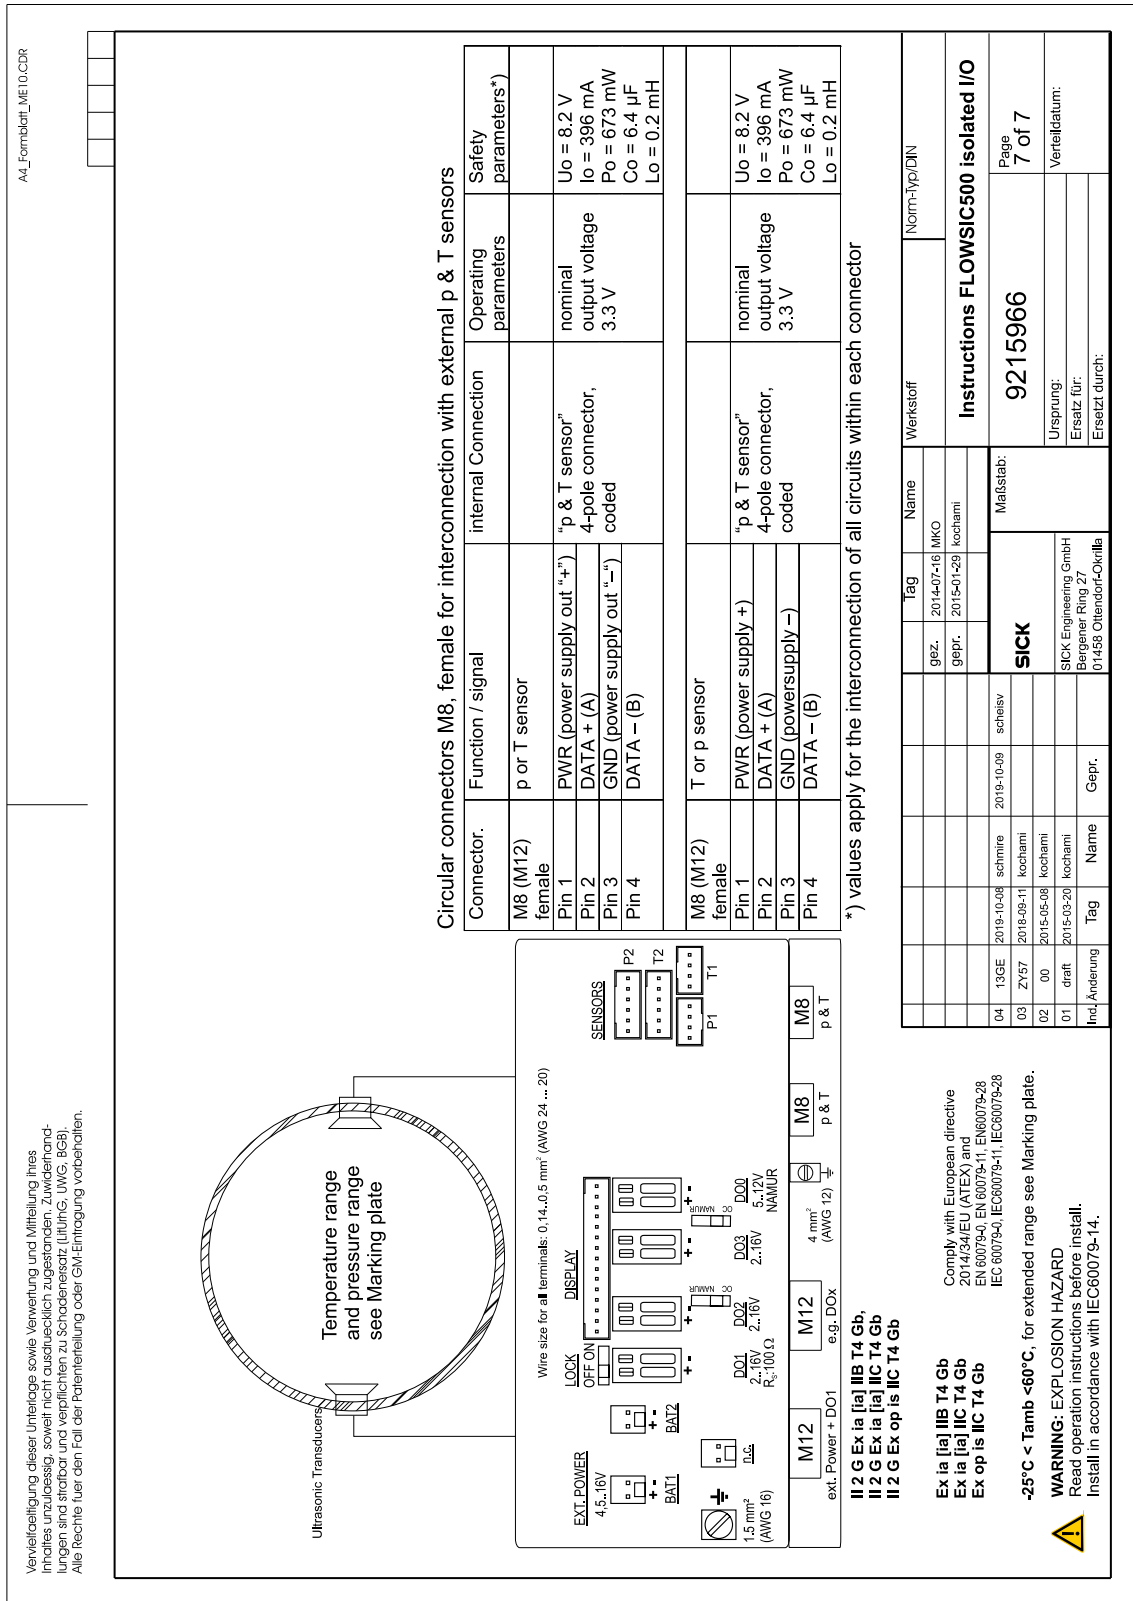 A4_Formblatt_ME10.CDR
Vervielfaeltigung dieser Unterlage sowie Verwertung und Mitteilung ihres
Inhaltes unzulaessig, soweit nicht ausdruecklich zugestanden. Zuwiderhand-
lungen sind strafbar und verpflichten zu Schadenersatz (LitUrhG, UWG, BGB).
Alle Rechte fuer den Fall der Patenterteilung oder GM-Eintragung vorbehalten.
Ultrasonic Transducers
Temperature range
and pressure range
see Marking plate
Wire size for all terminals: 0,14..0.5 mm² (AWG 24 ... 20)
EXT. POWER
4,5..16V
LOCK
OFF ON
DISPLAY
SENSORS
P2
T2
P1
T1
+ -
BAT1
+ -
BAT2
n.c.
1.5 mm²
(AWG 16)
+ -
DO1
2..16V
Rₛ:100 Ω
+ -
OC NAMUR
DO2
2..16V
+ -
DO3
2..16V
+ -
OC NAMUR
DO0
5..12V
NAMUR
4 mm²
(AWG 12)
M12
ext. Power + DO1
M12
e.g. DOx
M8
p & T
M8
p & T
Circular connectors M8, female for interconnection with external p & T sensors
Connector. Function / signal internal Connection Operating parameters Safety parameters*)
M8 (M12) female p or T sensor
Pin 1 PWR (power supply out “+”)
Pin 2 DATA + (A)
Pin 3 GND (power supply out “–“)
Pin 4 DATA – (B)
“p & T sensor”
4-pole connector,
coded
nominal
output voltage
3.3 V
Uo = 8.2 V
Io = 396 mA
Po = 673 mW
Co = 6.4 µF
Lo = 0.2 mH
M8 (M12) female T or p sensor
Pin 1 PWR (power supply +)
Pin 2 DATA + (A)
Pin 3 GND (powersupply –)
Pin 4 DATA – (B)
“p & T sensor”
4-pole connector,
coded
nominal
output voltage
3.3 V
Uo = 8.2 V
Io = 396 mA
Po = 673 mW
Co = 6.4 µF
Lo = 0.2 mH
*) values apply for the interconnection of all circuits within each connector
II 2 G Ex ia [ia] IIB T4 Gb,
II 2 G Ex ia [ia] IIC T4 Gb
II 2 G Ex op is IIC T4 Gb
Ex ia [ia] IIB T4 Gb
Ex ia [ia] IIC T4 Gb
Ex op is IIC T4 Gb
Comply with European directive
2014/34/EU (ATEX) and
EN 60079-0, EN 60079-11, EN60079-28
IEC 60079-0, IEC60079-11, IEC60079-28
-25°C < Tamb <60°C, for extended range see Marking plate.
WARNING: EXPLOSION HAZARD
Read operation instructions before install.
Install in accordance with IEC60079-14.
04 13GE 2019-10-08 schmire 2019-10-09 scheisv
03 ZY57 2018-09-11 kochami
02 00 2015-05-08 kochami
01 draft 2015-03-20 kochami
Ind. Änderung Tag Name Gepr.
Tag Name
gez. 2014-07-16 MKO
gepr. 2015-01-29 kochami
SICK
SICK Engineering GmbH
Bergener Ring 27
01458 Ottendorf-Okrilla
Maßstab:
Werkstoff
Norm-Typ/DIN
Instructions FLOWSIC500 isolated I/O
9215966
Page
7 of 7
Ursprung:
Ersatz für:
Ersetzt durch:
Verteildatum: